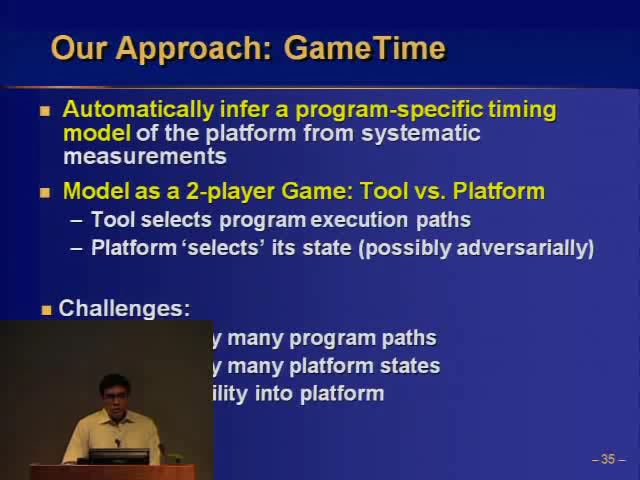 Our Approach: GameTime
Automatically infer a program-specific timing
model of the platform from systematic
measurements
Model as a 2-player Game: Tool vs. Platform
– Tool selects program execution paths
– Platform ‘selects’ its state (possibly adversarially)
Challenges:
many program paths
many platform states
into platform
– 35 –